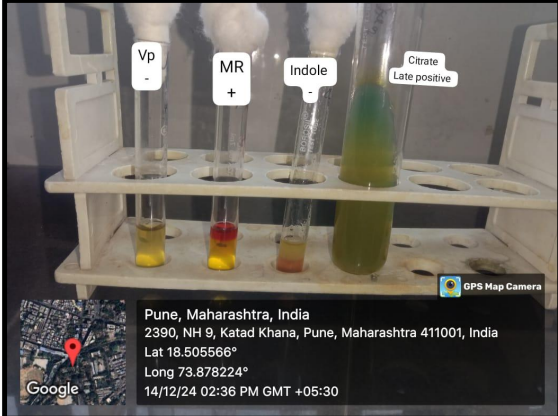 Vp
-
MR
+
Indole
-
Citrate
Late positive
GPS Map Camera
Google
Pune, Maharashtra, India
2390, NH 9, Katad Khana, Pune, Maharashtra 411001, India
Lat 18.505566°
Long 73.878224°
14/12/24 02:36 PM GMT +05:30